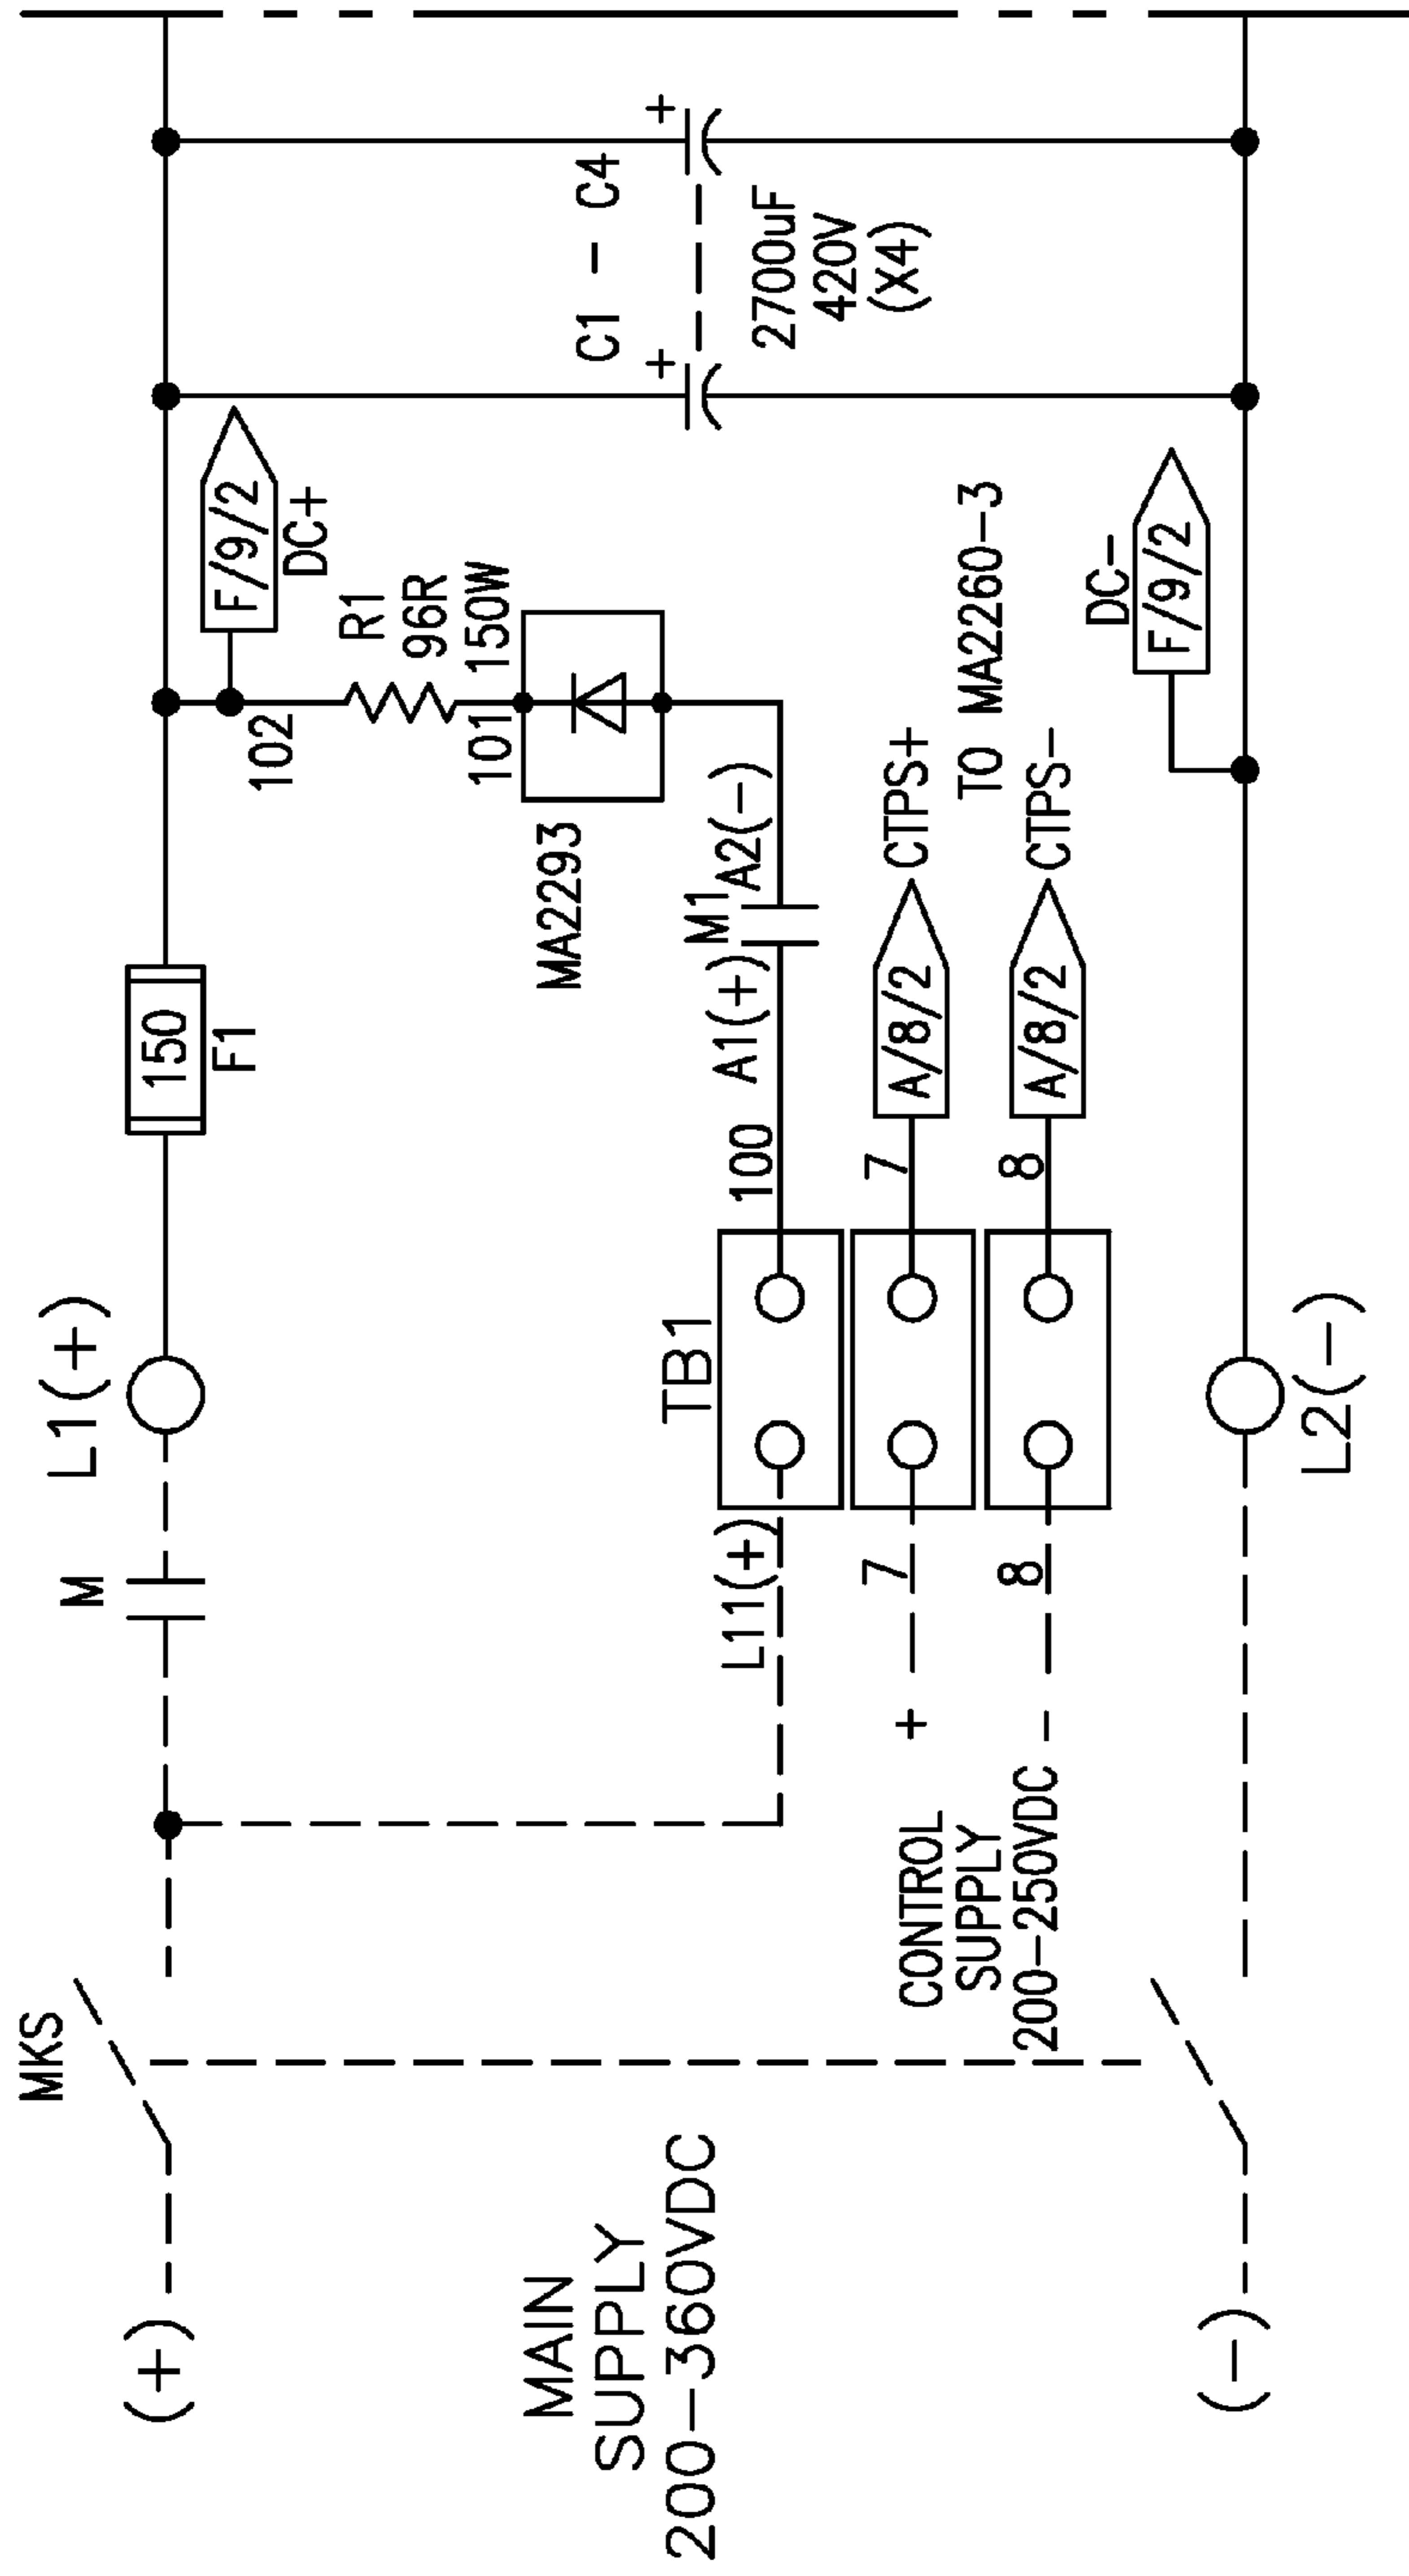 MKS
(+)
MAIN
SUPPLY
200-360VDC
(-)
M
L1(+)
150
F1
102
F/9/2
DC+
R1
96R
150W
101
MA2293
C1 - C4
+
+
2700uF
420V
(X4)
L11(+)
TB1
100
A1(+)
M1
A2(-)
CONTROL
SUPPLY
200-250VDC
+
-
7
7
A/8/2
CTPS+
TO MA2260-3
8
8
A/8/2
CTPS-
DC-
F/9/2
L2(-)